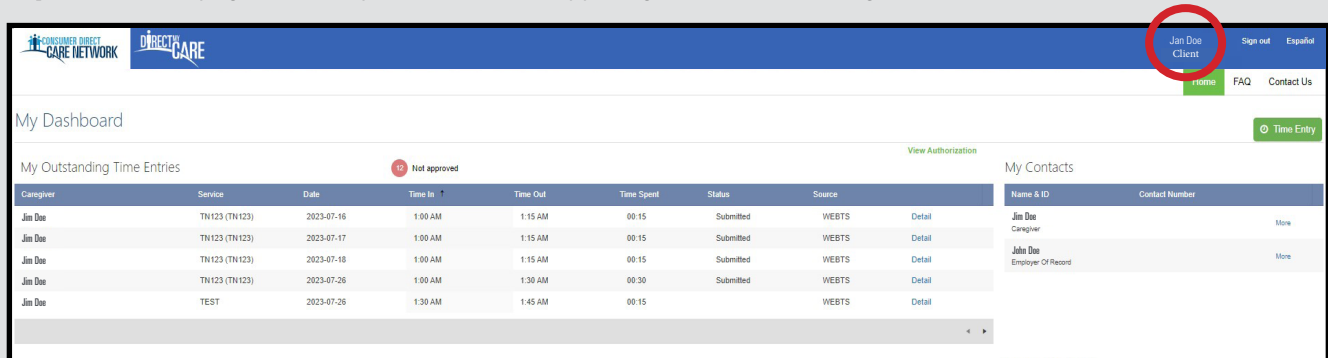 CONSUMER DIRECT
CARE NETWORK
DIRECT MY
CARE
Jan Doe
Client
Sign out Español
Home FAQ Contact Us
My Dashboard
Time Entry
View Authorization
My Outstanding Time Entries 12 Not approved
My Contacts
Caregiver Service Date Time In ↑ Time Out Time Spent Status Source
Name & ID Contact Number
Jim Doe TN123 (TN123) 2023-07-16 1:00 AM 1:15 AM 00:15 Submitted WEBTS Detail
Jim Doe TN123 (TN123) 2023-07-17 1:00 AM 1:15 AM 00:15 Submitted WEBTS Detail
Jim Doe TN123 (TN123) 2023-07-18 1:00 AM 1:15 AM 00:15 Submitted WEBTS Detail
Jim Doe TN123 (TN123) 2023-07-26 1:00 AM 1:30 AM 00:30 Submitted WEBTS Detail
Jim Doe TEST 2023-07-26 1:30 AM 1:45 AM 00:15 WEBTS Detail
Jim Doe
Caregiver
More
John Doe
Employer Of Record
More